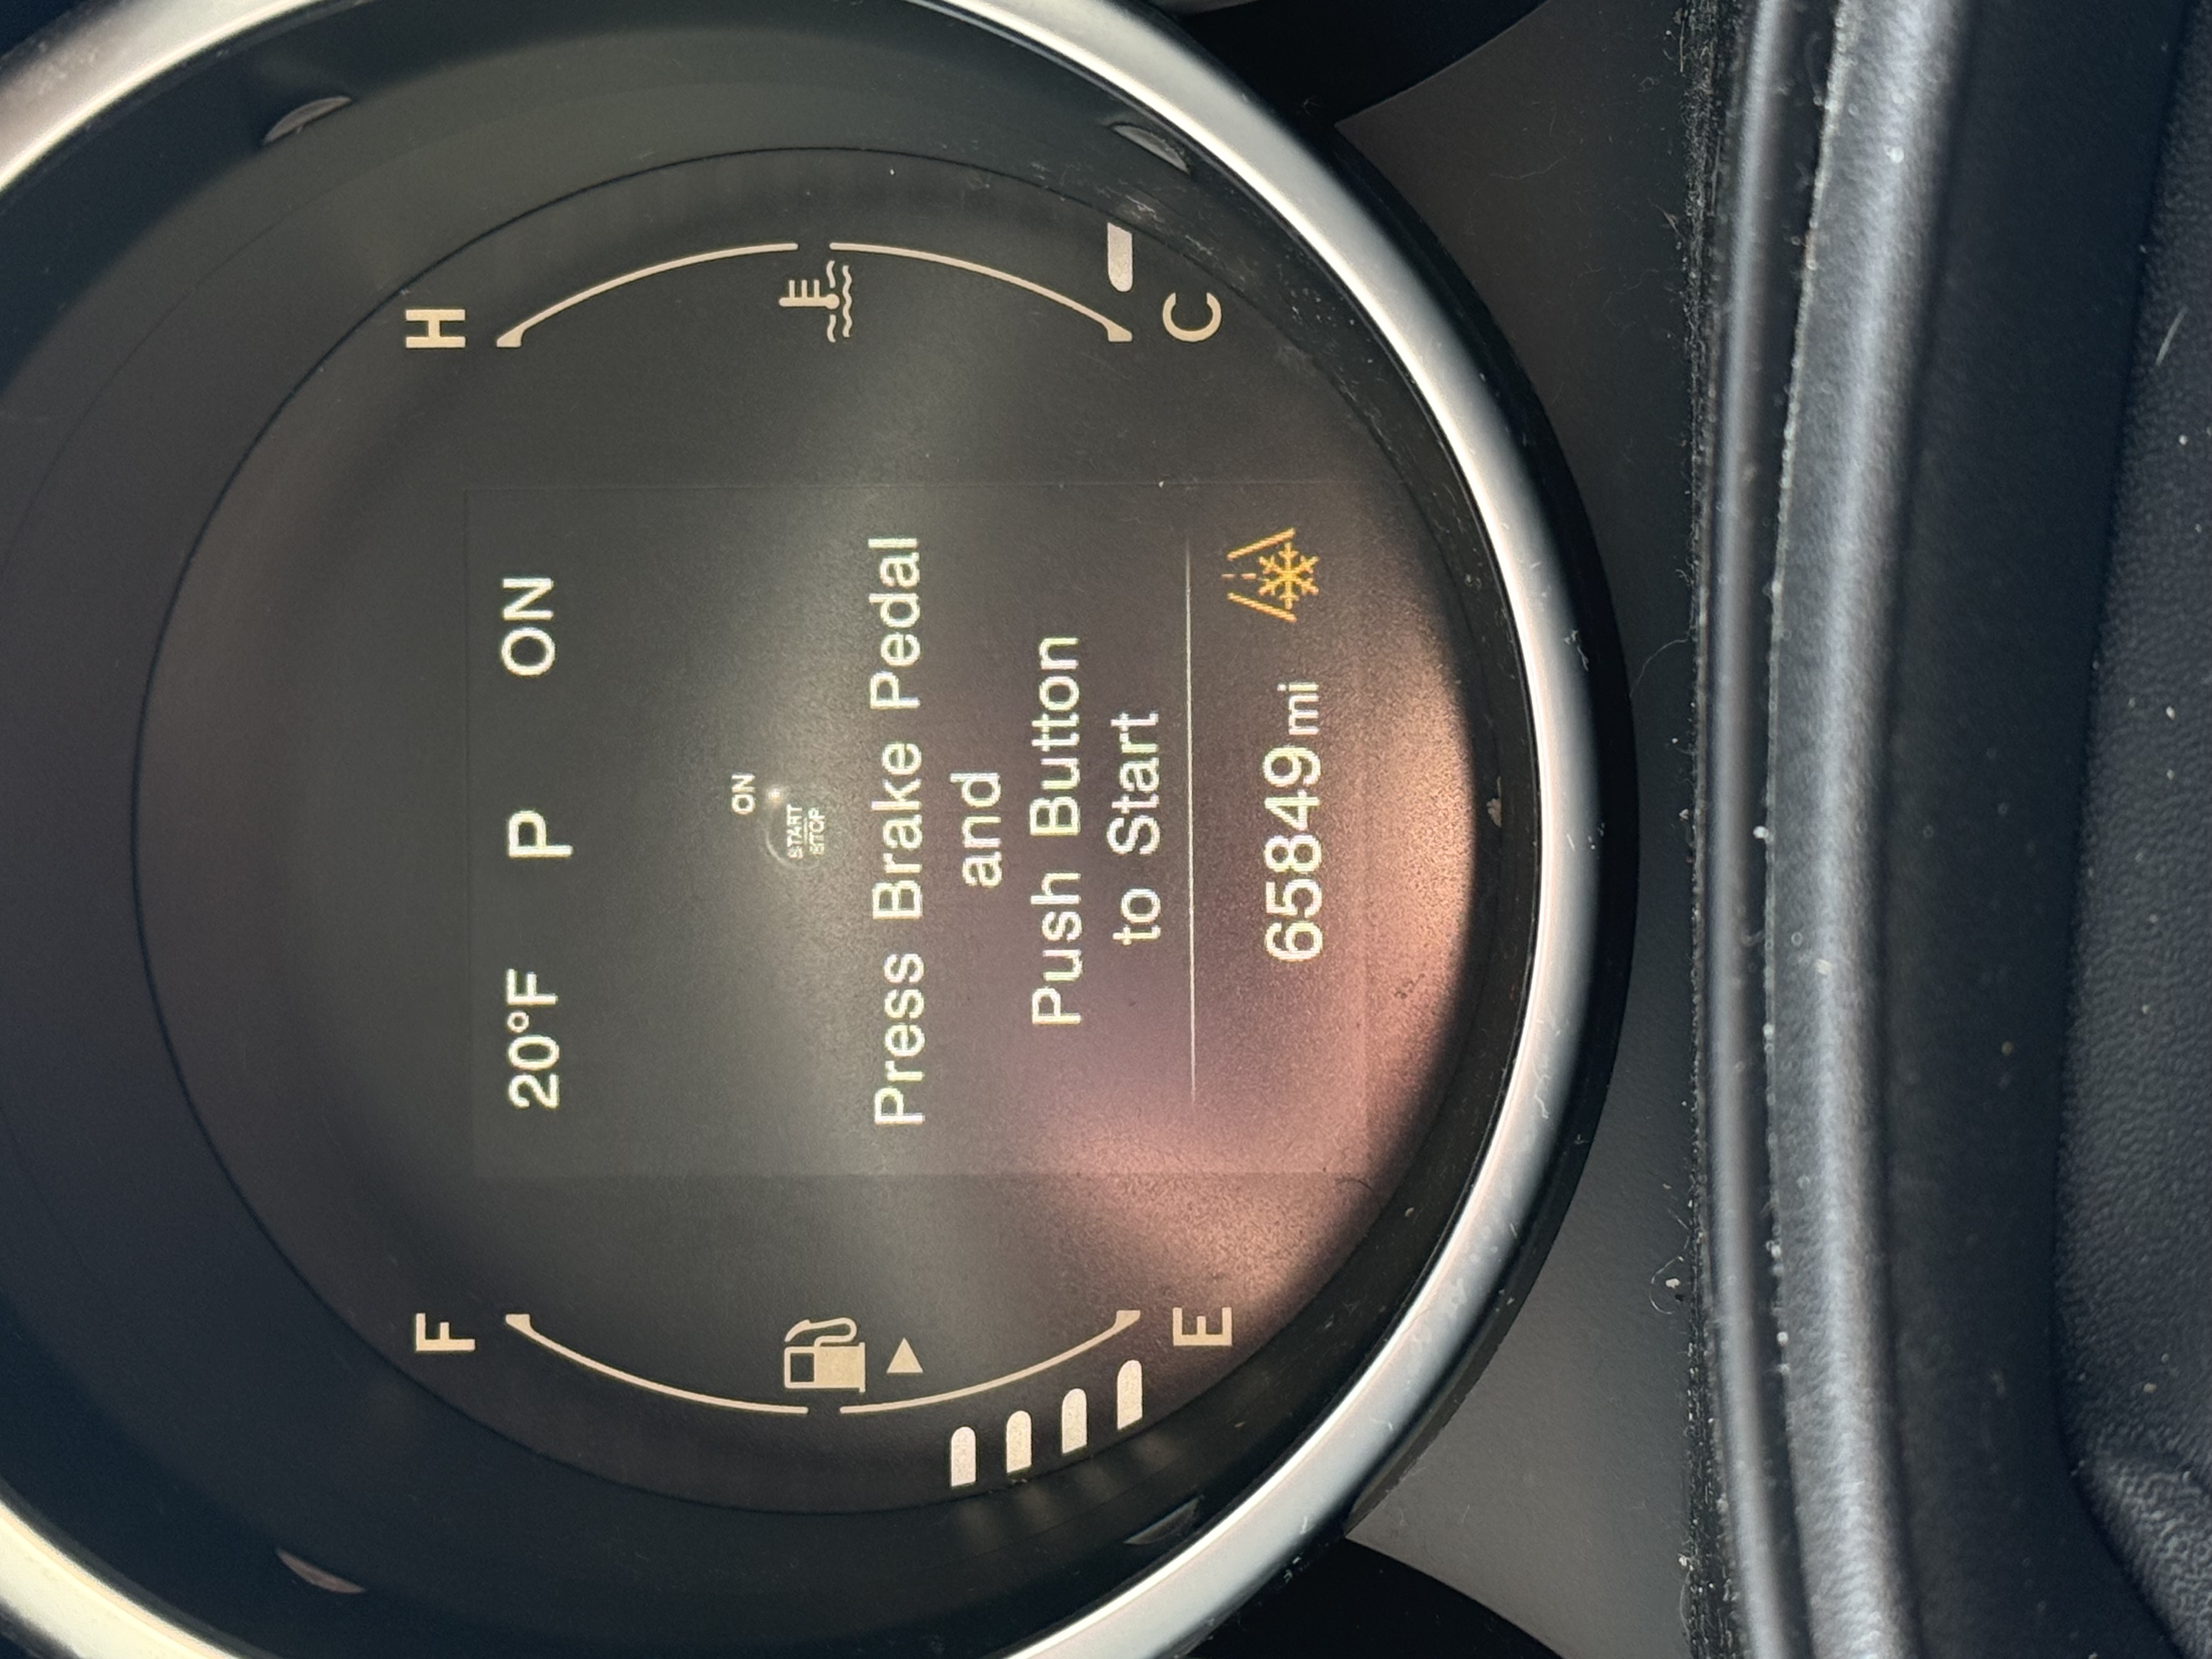 F
H
20°F P ON
ON
START
STOP
Press Brake Pedal
and
Push Button
to Start
E
C
65849mi